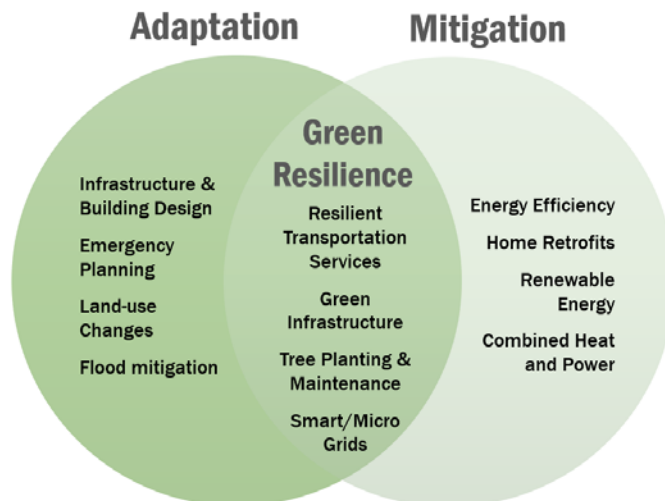 Adaptation
Mitigation
Green
Resilience
Infrastructure &
Building Design
Emergency
Planning
Land-use
Changes
Flood mitigation
Resilient
Transportation
Services
Green
Infrastructure
Tree Planting &
Maintenance
Smart/Micro
Grids
Energy Efficiency
Home Retrofits
Renewable
Energy
Combined Heat
and Power